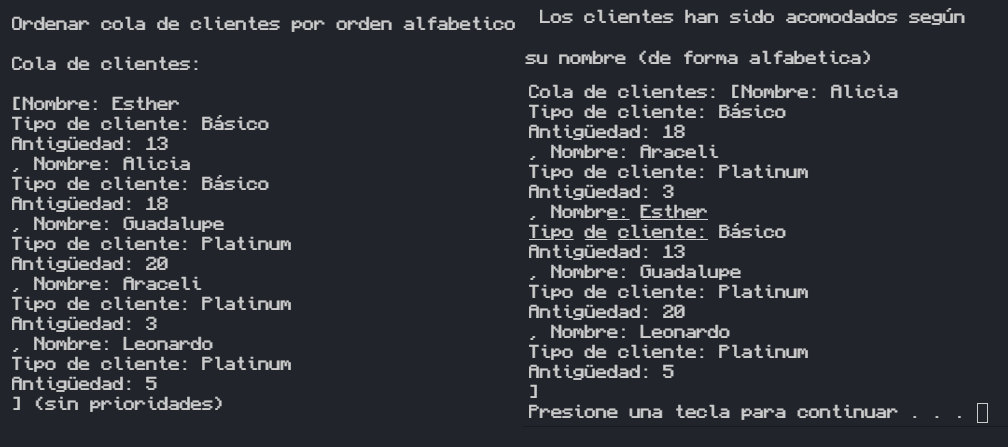 Ordenar cola de clientes por orden alfabetico
Cola de clientes:
[Nombre: Esther
Tipo de cliente: Básico
Antigüedad: 13
, Nombre: Alicia
Tipo de cliente: Básico
Antigüedad: 18
, Nombre: Guadalupe
Tipo de cliente: Platinum
Antigüedad: 20
, Nombre: Araceli
Tipo de cliente: Platinum
Antigüedad: 3
, Nombre: Leonardo
Tipo de cliente: Platinum
Antigüedad: 5
] (sin prioridades)
Los clientes han sido acomodados según
su nombre (de forma alfabetica)
Cola de clientes: [Nombre: Alicia
Tipo de cliente: Básico
Antigüedad: 18
, Nombre: Araceli
Tipo de cliente: Platinum
Antigüedad: 3
, Nombre: Esther
Tipo de cliente: Básico
Antigüedad: 13
, Nombre: Guadalupe
Tipo de cliente: Platinum
Antigüedad: 20
, Nombre: Leonardo
Tipo de cliente: Platinum
Antigüedad: 5
]
Presione una tecla para continuar . . .